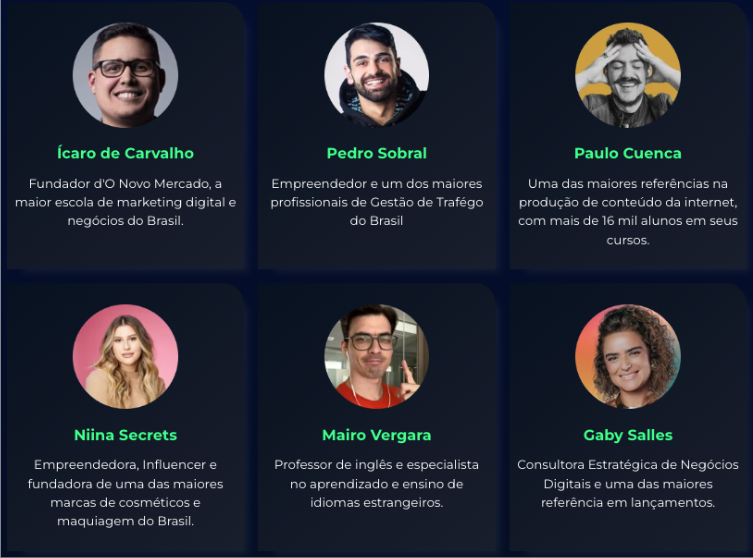 Ícaro de Carvalho
Fundador d'O Novo Mercado, a
maior escola de marketing digital e
negócios do Brasil.
Pedro Sobral
Empreendedor e um dos maiores
profissionais de Gestão de Trafégo
do Brasil
Paulo Cuenca
Uma das maiores referências na
produção de conteúdo da internet,
com mais de 16 mil alunos em seus
cursos.
Niina Secrets
Empreendedora, Influencer e
fundadora de uma das maiores
marcas de cosméticos e
maquiagem do Brasil.
Mairo Vergara
Professor de inglês e especialista
no aprendizado e ensino de
idiomas estrangeiros.
Gaby Salles
Consultora Estratégica de Negócios
Digitais e uma das maiores
referência em lançamentos.